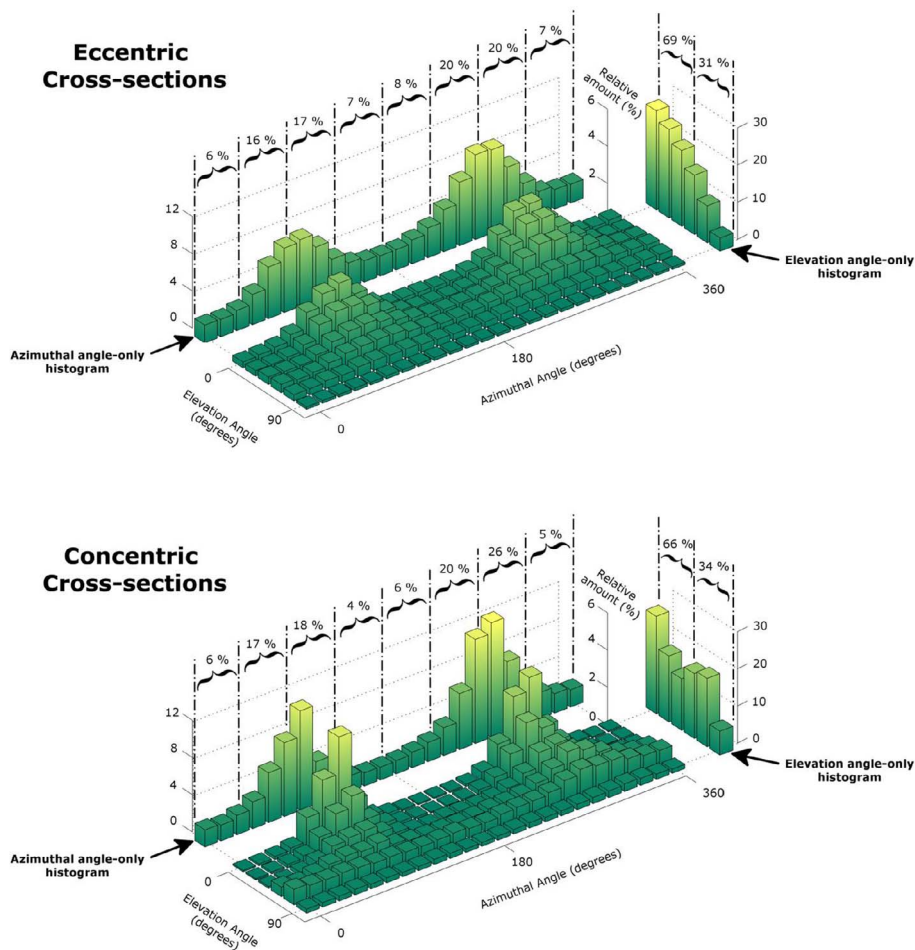 Eccentric
Cross-sections
6 %
16 %
17 %
7 %
8 %
20 %
20 %
7 %
69 %
31 %
Relative
amount (%)
6
4
2
30
20
10
0
12
8
4
0
Elevation angle-only
histogram
Azimuthal angle-only
histogram
0
90
Elevation Angle
(degrees)
0
180
360
Azimuthal Angle (degrees)
Concentric
Cross-sections
6 %
17 %
18 %
4 %
6 %
20 %
26 %
5 %
66 %
34 %
Relative
amount (%)
6
4
2
0
30
20
10
0
12
8
4
0
Elevation angle-only
histogram
Azimuthal angle-only
histogram
0
90
Elevation Angle
(degrees)
0
180
360
Azimuthal Angle (degrees)